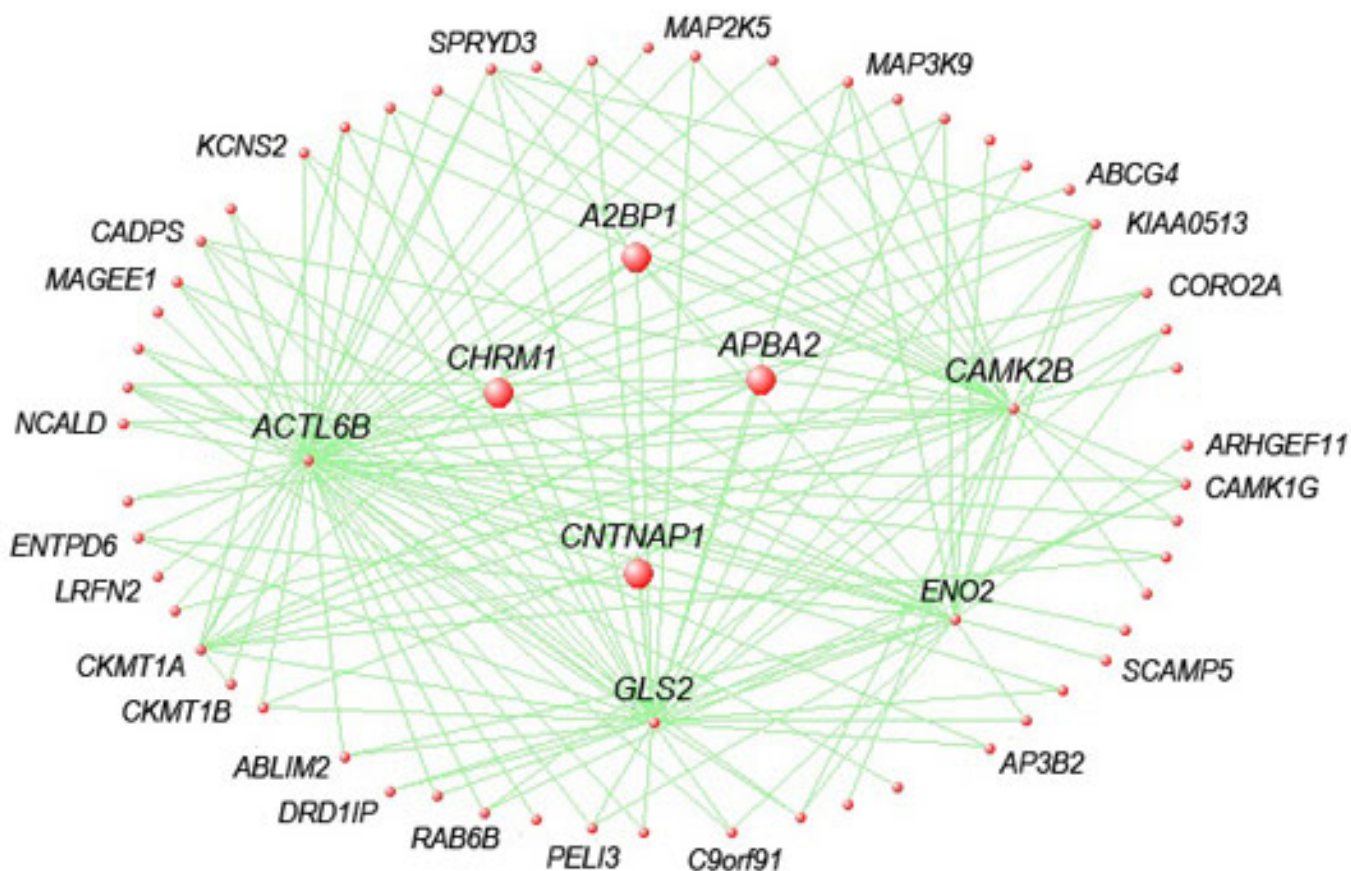 MAP2K5
SPRYD3
MAP3K9
KCNS2
ABCG4
A2BP1
KIAA0513
CADPS
MAGEE1
CORO2A
APBA2
CHRM1
CAMK2B
NCALD
ACTL6B
ARHGEF11
CAMK1G
CNTNAP1
ENTPD6
LRFN2
ENO2
CKMT1A
SCAMP5
GLS2
CKMT1B
ABLIM2
AP3B2
DRD1IP
RAB6B
PELI3
C9orf91